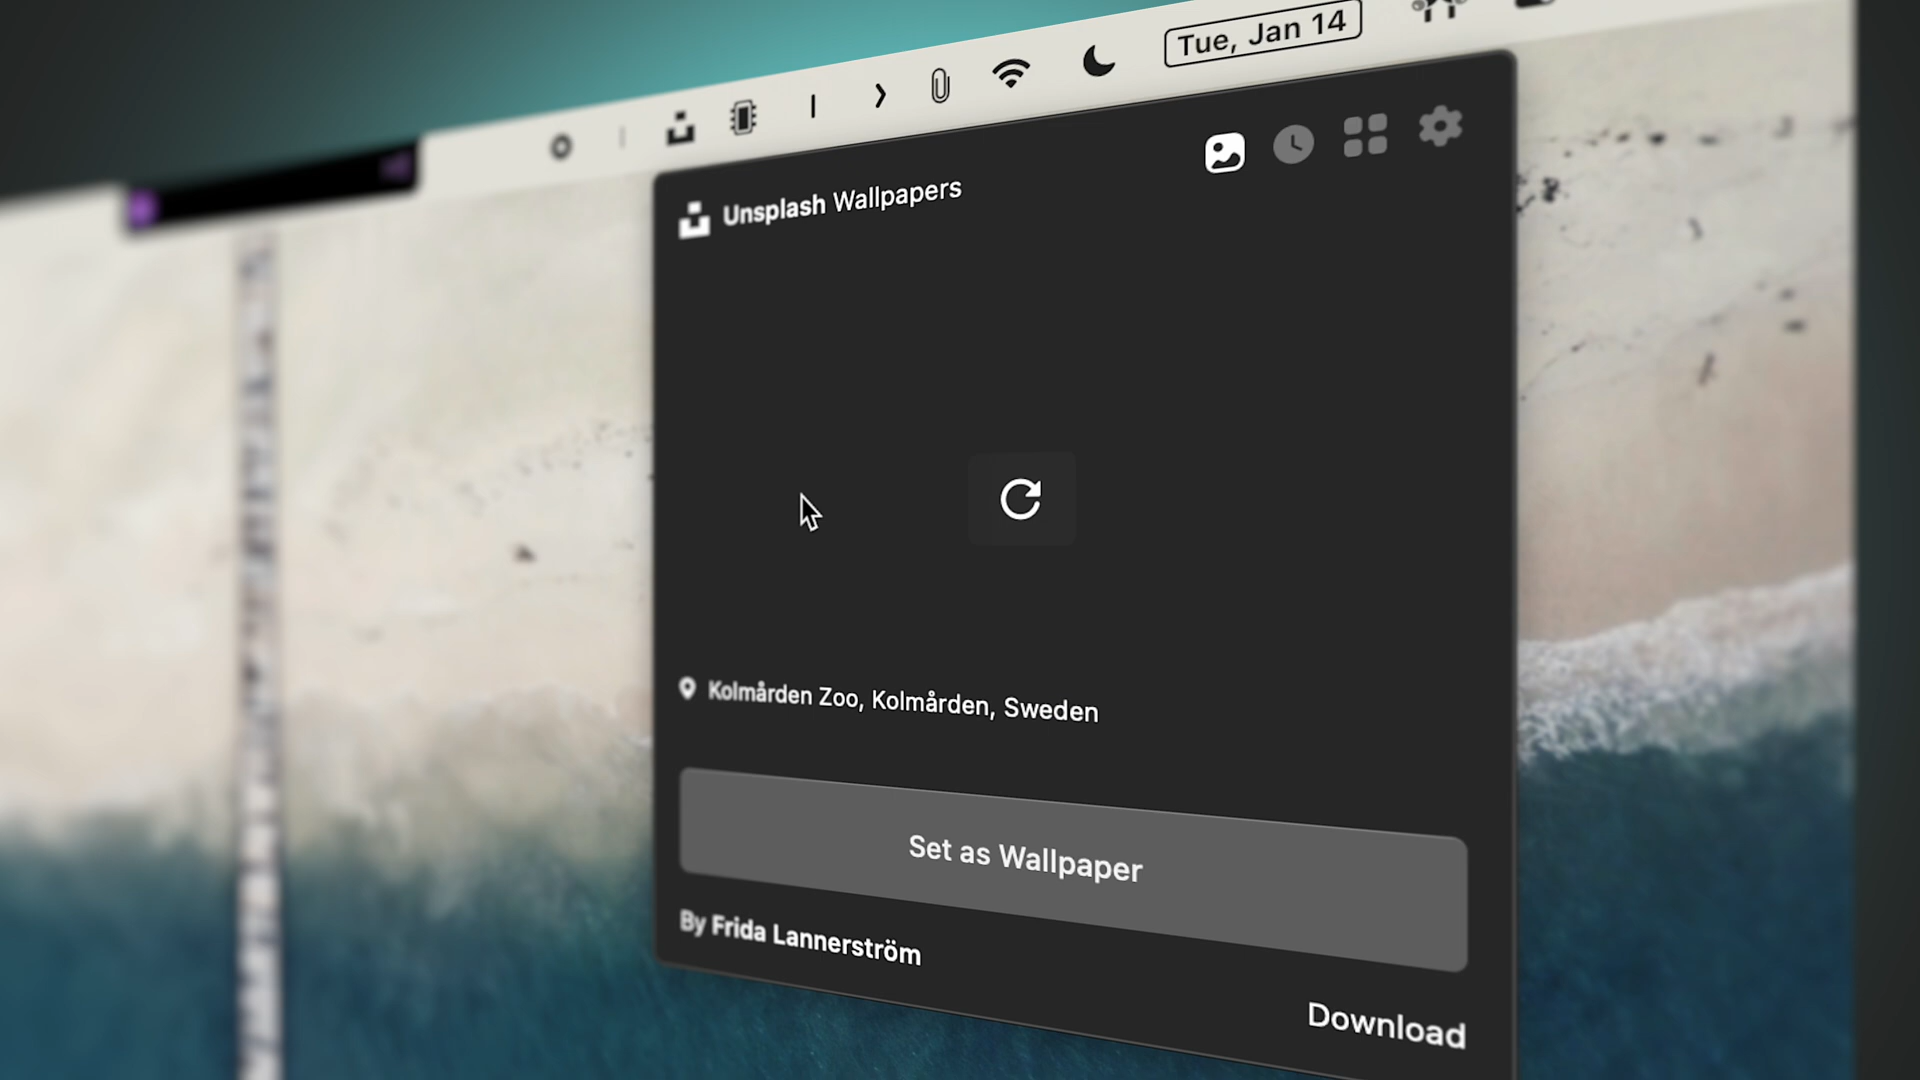 Tue, Jan 14
Unsplash Wallpapers
Kolmården Zoo, Kolmården, Sweden
Set as Wallpaper
By Frida Lannerström
Download